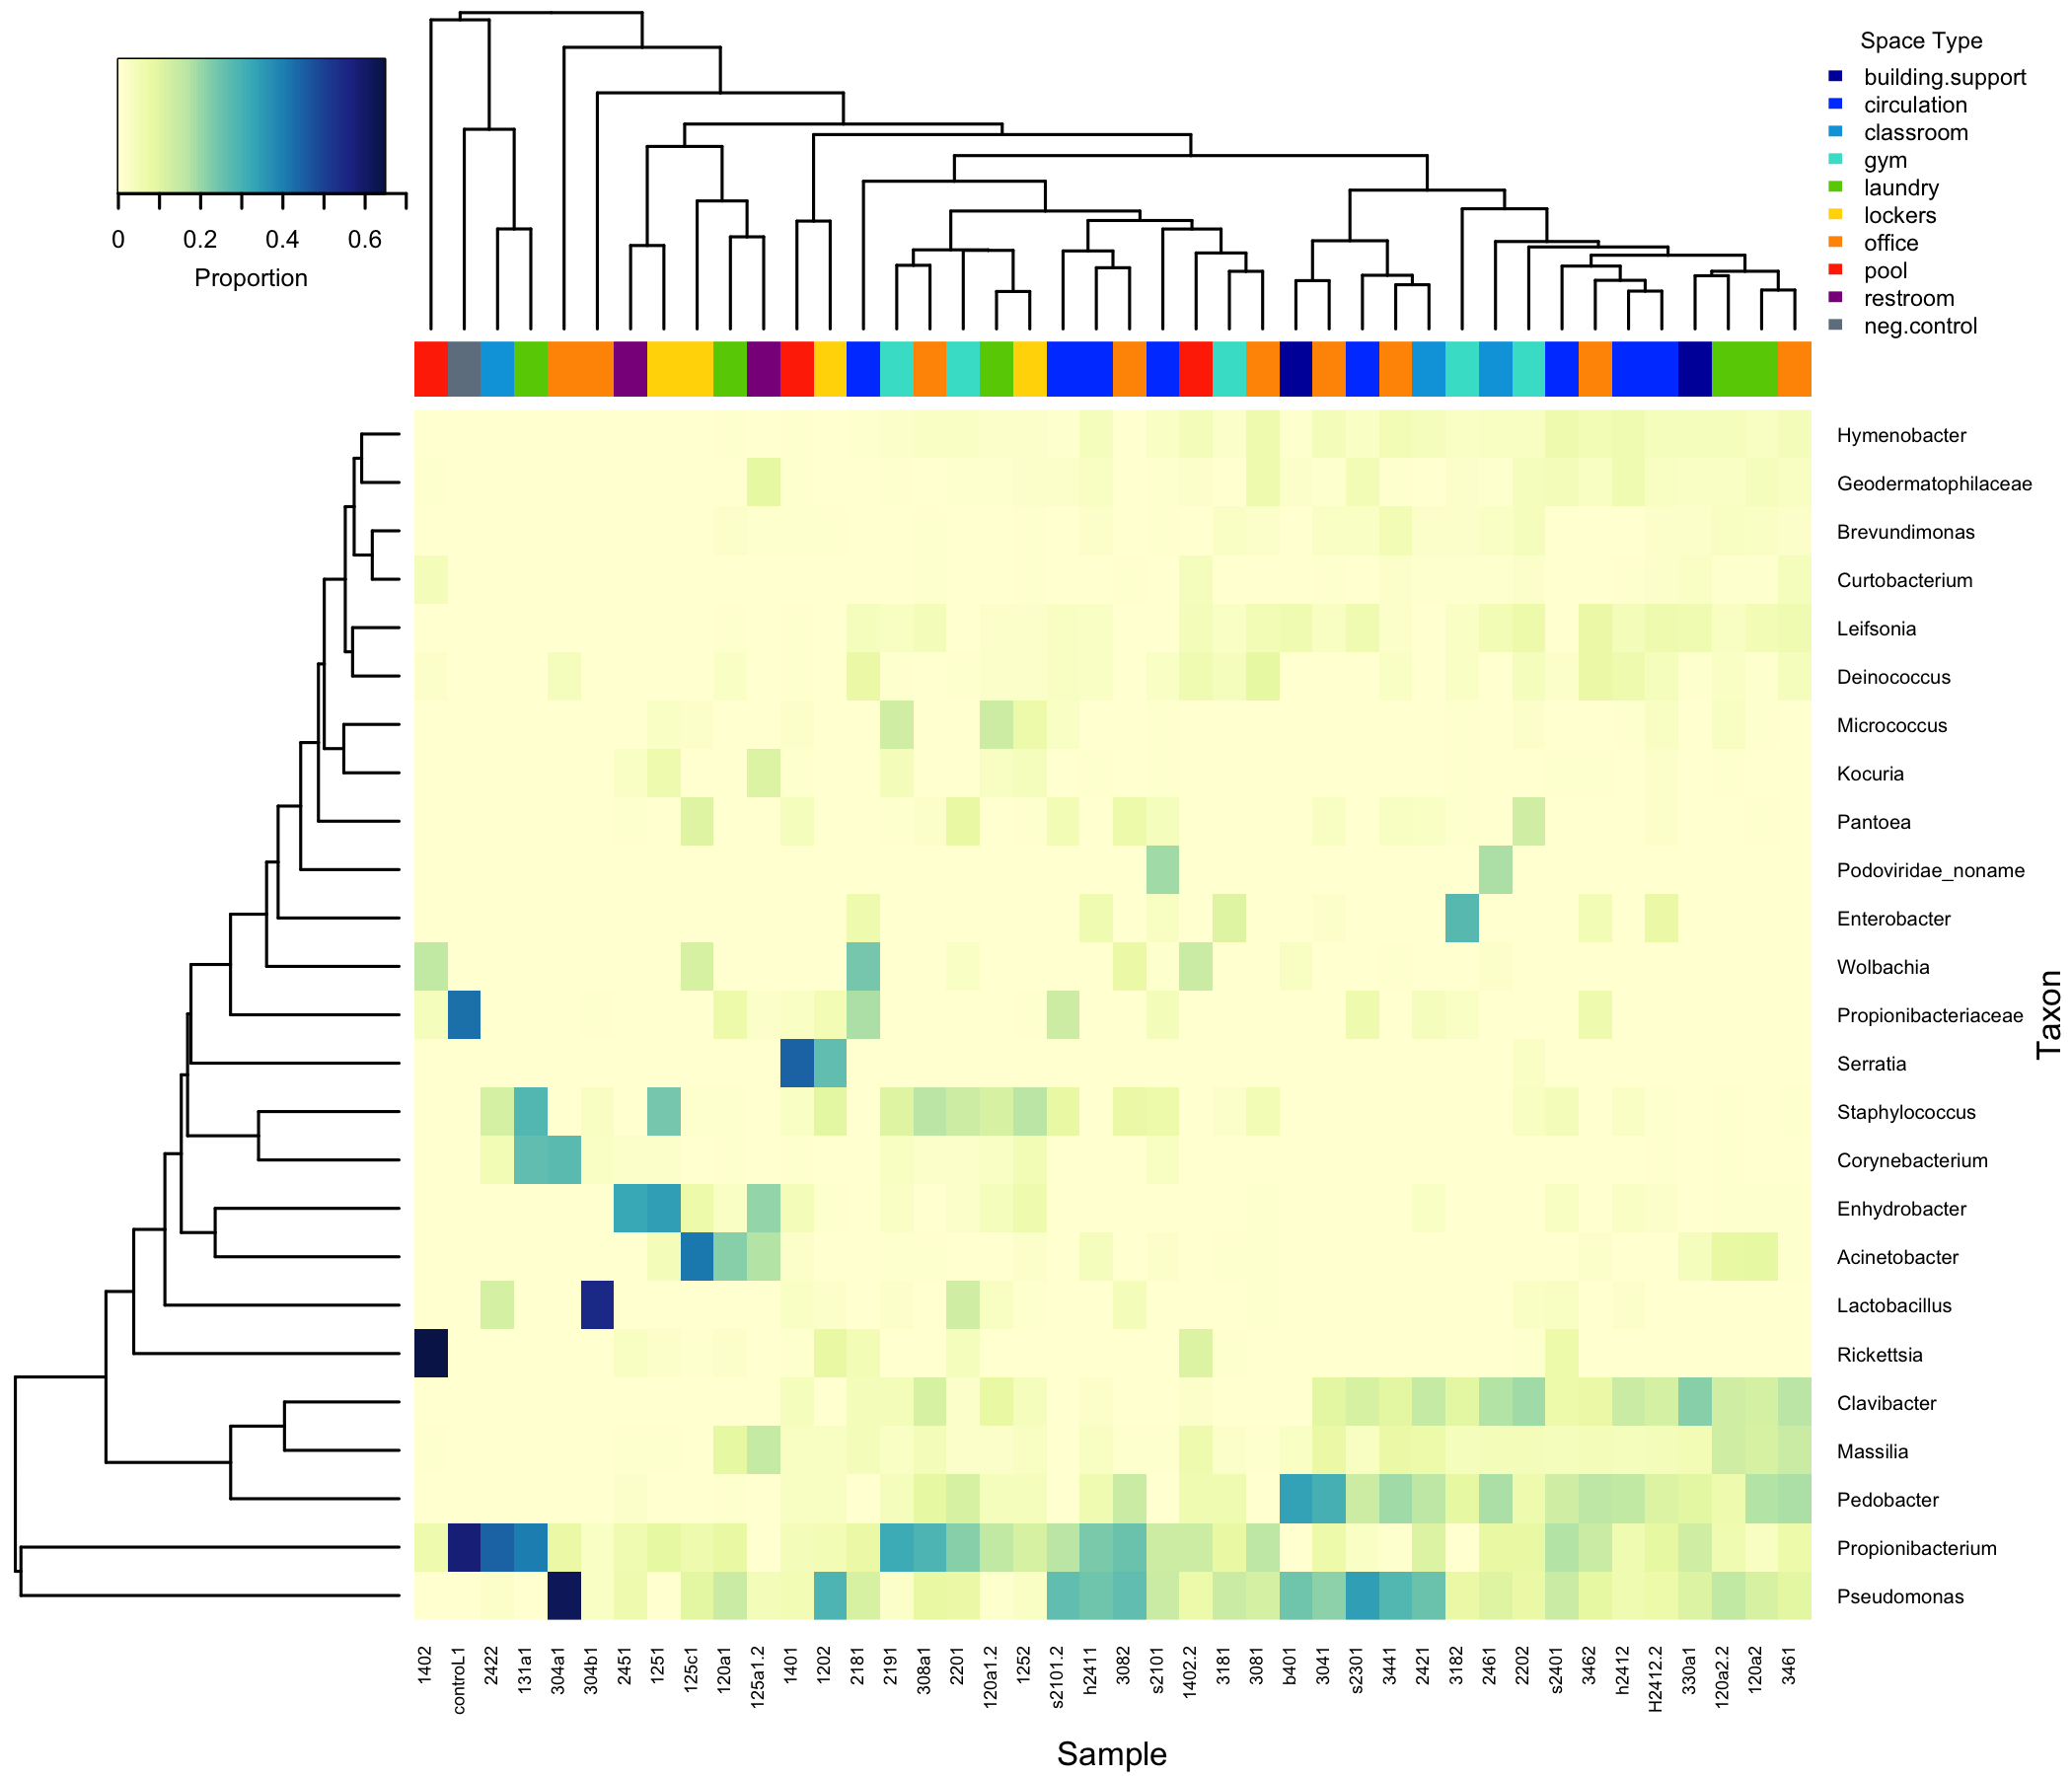 0 0.2 0.4 0.6
Proportion
Space Type
building.support
circulation
classroom
gym
laundry
lockers
office
pool
restroom
neg.control
Hymenobacter
Geodermatophilaceae
Brevundimonas
Curtobacterium
Leifsonia
Deinococcus
Micrococcus
Kocuria
Pantoea
Podoviridae_noname
Enterobacter
Wolbachia
Propionibacteriaceae
Serratia
Staphylococcus
Corynebacterium
Enhydrobacter
Acinetobacter
Lactobacillus
Rickettsia
Clavibacter
Massilia
Pedobacter
Propionibacterium
Pseudomonas
Taxon
1402
controL1
2422
131a1
304a1
304b1
2451
1251
125c1
120a1
125a1.2
1401
1202
2181
2191
308a1
2201
120a1.2
1252
s2101.2
h2411
3082
s2101
1402.2
3181
3081
b401
3041
s2301
3441
2421
3182
2461
2202
s2401
3462
h2412
H2412.2
330a1
120a2.2
120a2
3461
Sample